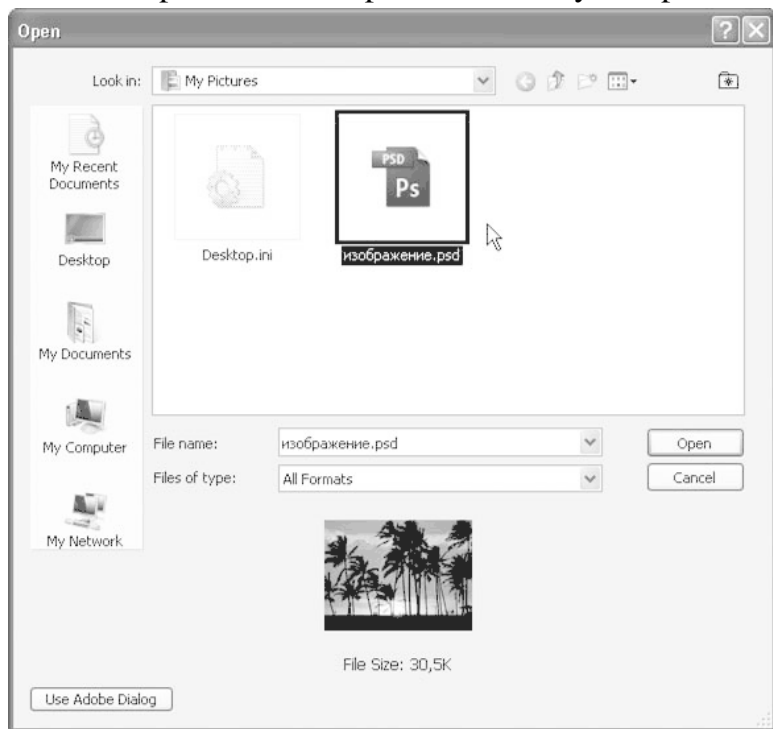 Open
Look in:
My Pictures
My Recent
Documents
Desktop
My Documents
My Computer
My Network
PSD
Ps
Desktop.ini
изображение.psd
File name:
изображение.psd
Open
Files of type:
All Formats
Cancel
File Size: 30,5K
Use Adobe Dialog